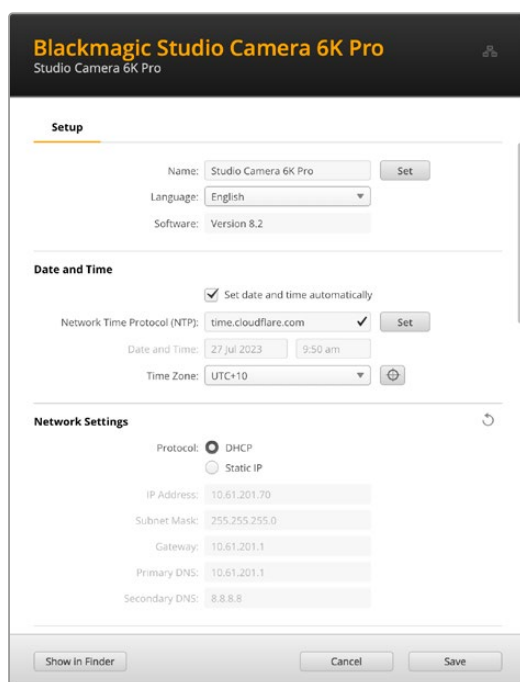 Blackmagic Studio Camera 6K Pro
Studio Camera 6K Pro
Setup
Name: Studio Camera 6K Pro Set
Language: English
Software: Version 8.2
Date and Time
Set date and time automatically
Network Time Protocol (NTP): time.cloudflare.com Set
Date and Time: 27 Jul 2023 9:50 am
Time Zone: UTC+10
Network Settings
Protocol: DHCP
Static IP
IP Address: 10.61.201.70
Subnet Mask: 255.255.255.0
Gateway: 10.61.201.1
Primary DNS: 10.61.201.1
Secondary DNS: 8.8.8.8
Show in Finder Cancel Save